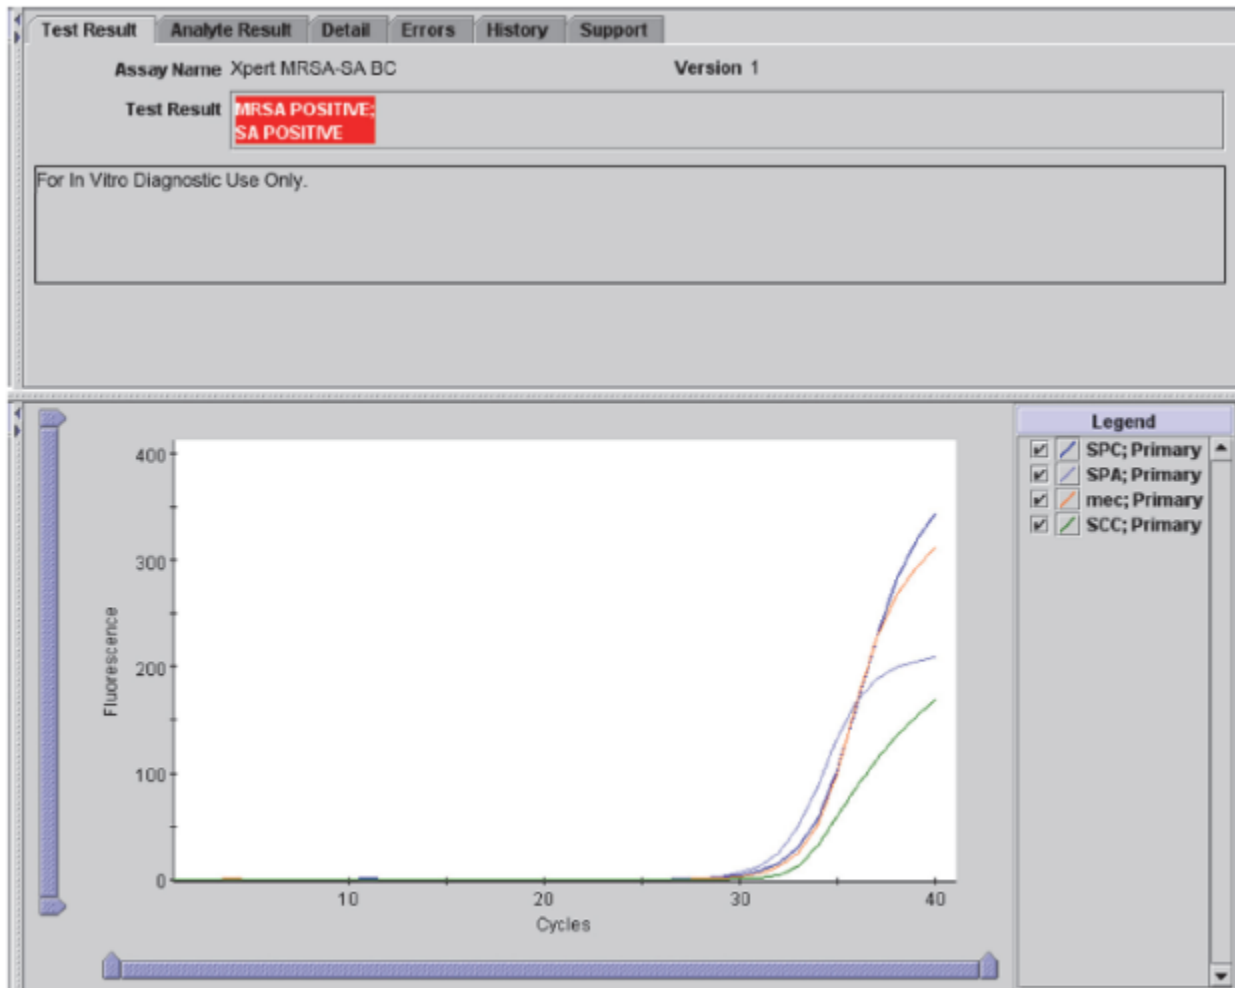 Test Result Analyte Result Detail Errors History Support
Assay Name Xpert MRSA-SA BC Version 1
Test Result MRSA POSITIVE;
SA POSITIVE
For In Vitro Diagnostic Use Only.
Legend
SPC; Primary
SPA; Primary
mec; Primary
SCC; Primary
400
300
200
100
0
Fluorescence
10 20 30 40
Cycles